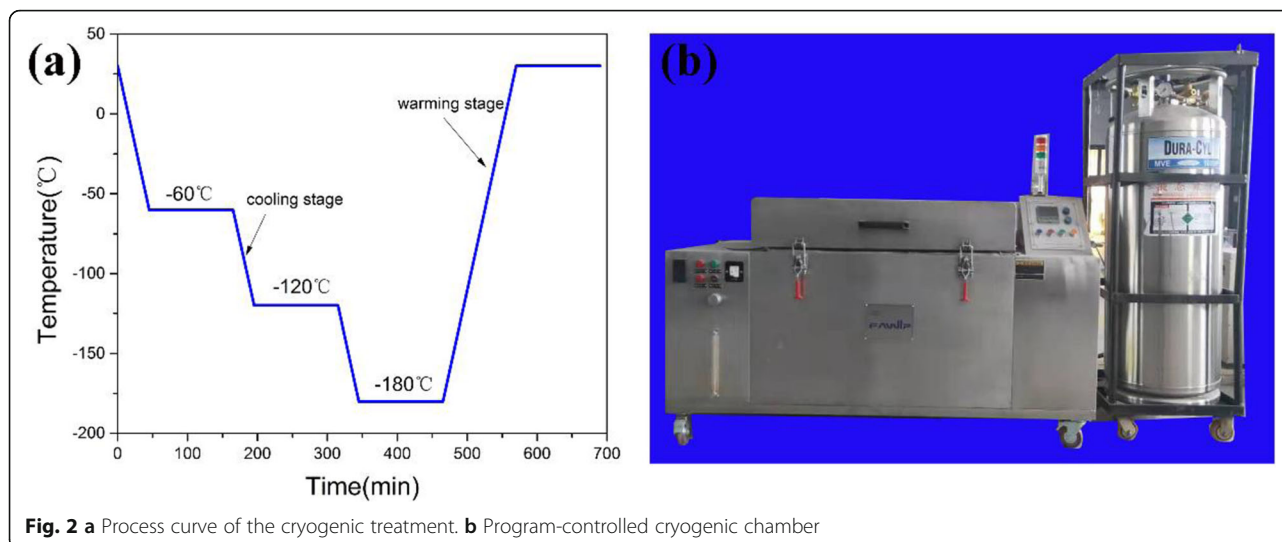 (a)
50
0
-50
-100
-150
-200
Temperature(℃)
-60℃
cooling stage
-120℃
-180℃
warming stage
0 100 200 300 400 500 600 700
Time(min)
(b)
DURA-CYL
MVE
Fig. 2 a Process curve of the cryogenic treatment. b Program-controlled cryogenic chamber